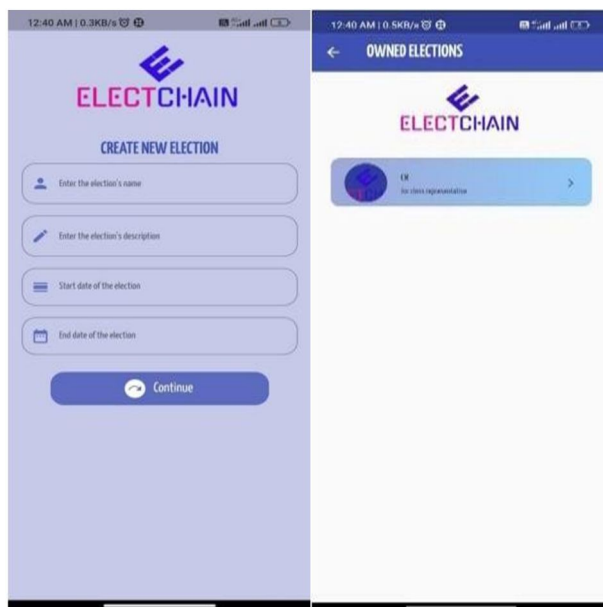 12:40 AM | 0.3KB/s
ELECTCHAIN
CREATE NEW ELECTION
Enter the election's name
Enter the election's description
Start date of the election
End date of the election
Continue
12:40 AM | 0.5KB/s
OWNED ELECTIONS
ELECTCHAIN
for class representative